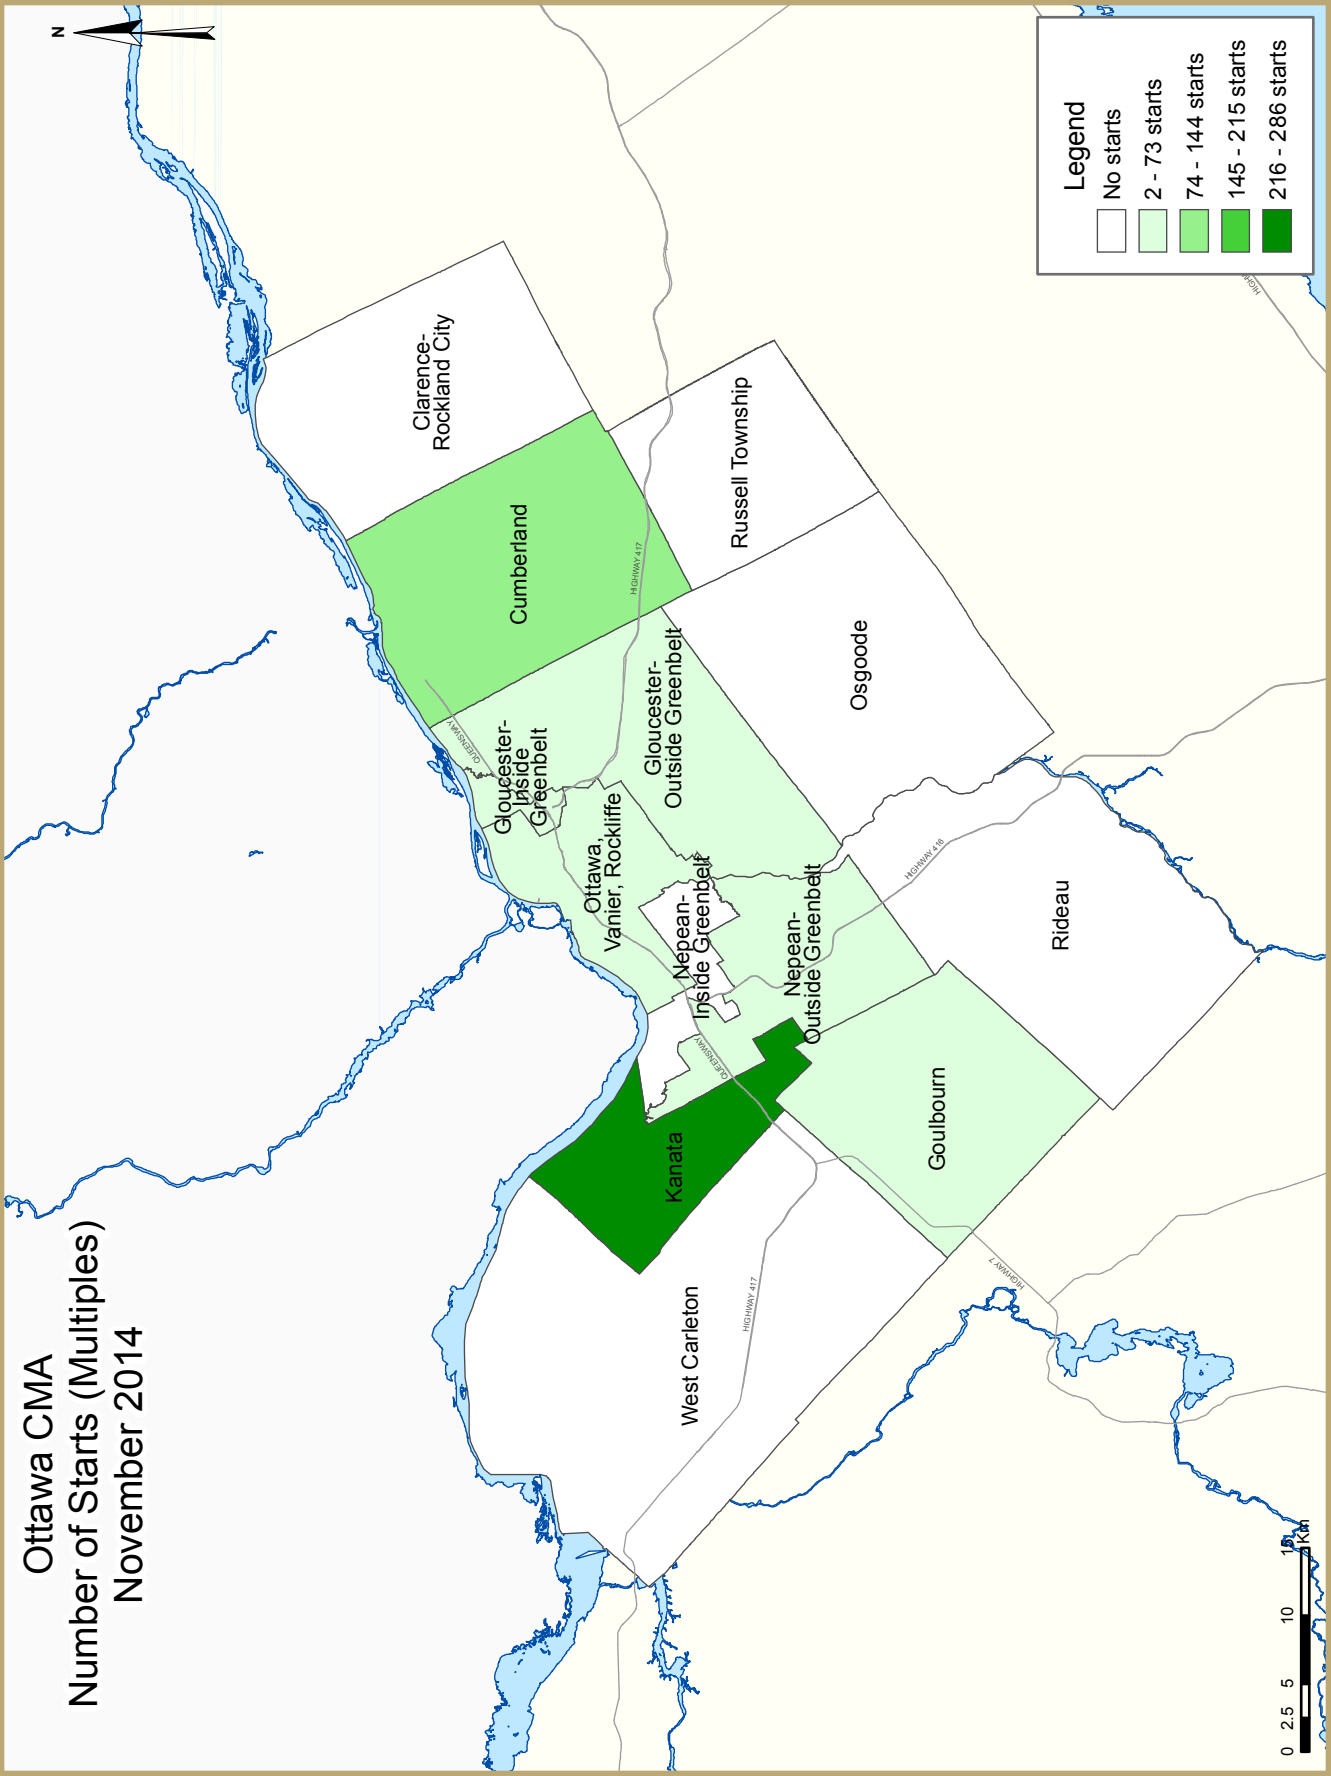 Ottawa CMA
Number of Starts (Multiples)
November 2014
N
Clarence-
Rockland City
Cumberland
Russell Township
HIGHWAY 417
QUEENSWAY
Gloucester-
Inside
Greenbelt
Gloucester-
Outside Greenbelt
Osgoode
Ottawa,
Vanier, Rockliffe
Nepean-
Inside Greenbelt
Nepean-
Outside Greenbelt
HIGHWAY 416
Rideau
QUEENSWAY
Kanata
Goulbourn
West Carleton
HIGHWAY 417
HIGHWAY 7
Legend
No starts
2 - 73 starts
74 - 144 starts
145 - 215 starts
216 - 286 starts
0 2.5 5 10 15
Km